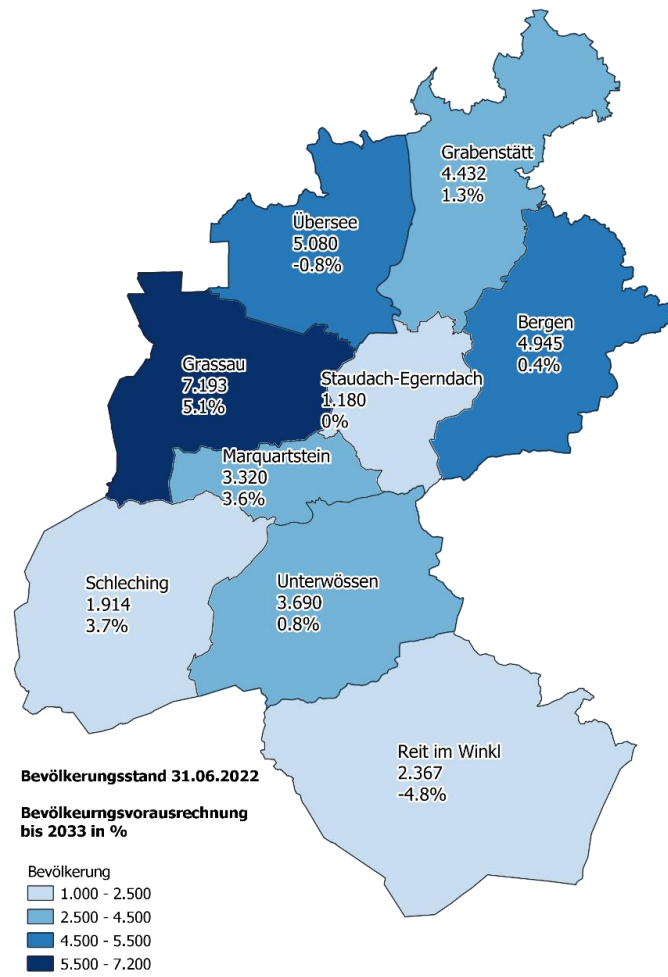 Grabenstätt
4.432
1.3%
Übersee
5.080
-0.8%
Bergen
4.945
0.4%
Grassau
7.193
5.1%
Staudach-Egerndach
1.180
0%
Marquartstein
3.320
3.6%
Schleching
1.914
3.7%
Unterwössen
3.690
0.8%
Reit im Winkl
2.367
-4.8%
Bevölkerungsstand 31.06.2022
Bevölkeurngsvorausrechnung
bis 2033 in %
Bevölkerung
1.000 - 2.500
2.500 - 4.500
4.500 - 5.500
5.500 - 7.200